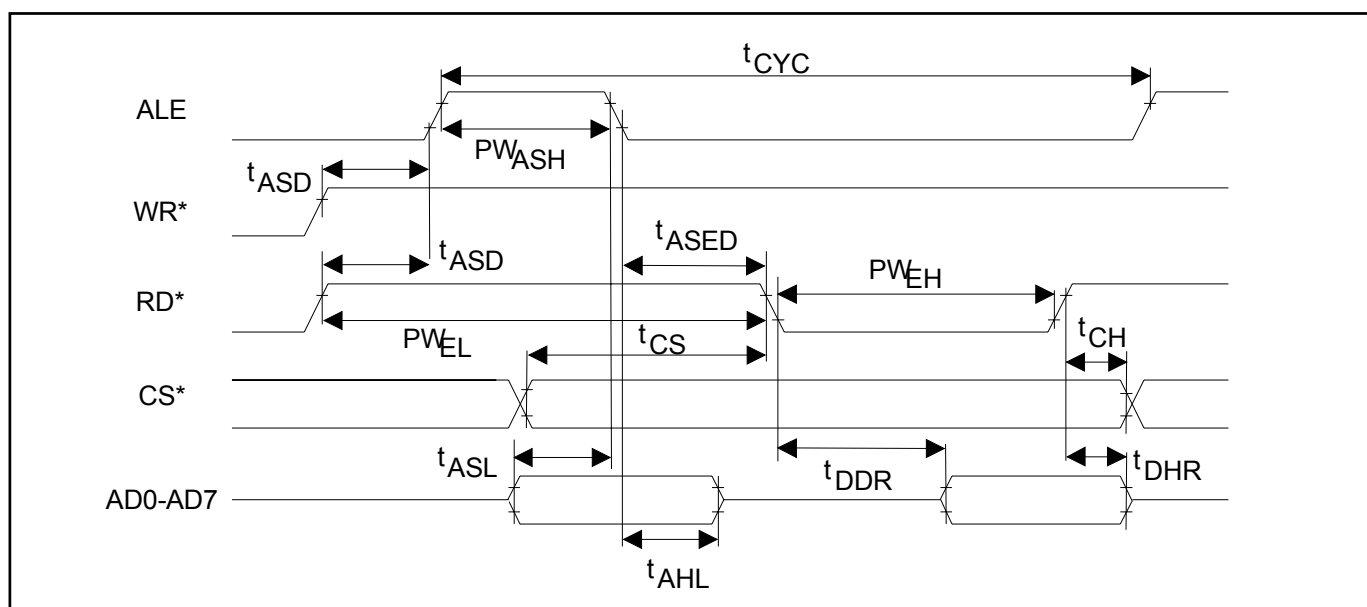 tCYC
ALE
PWASH
tASD
WR*
tASED
tASD
PWEH
RD*
PWEL
tCS
tCH
CS*
tASL
tDDR
tDHR
AD0-AD7
tAHL